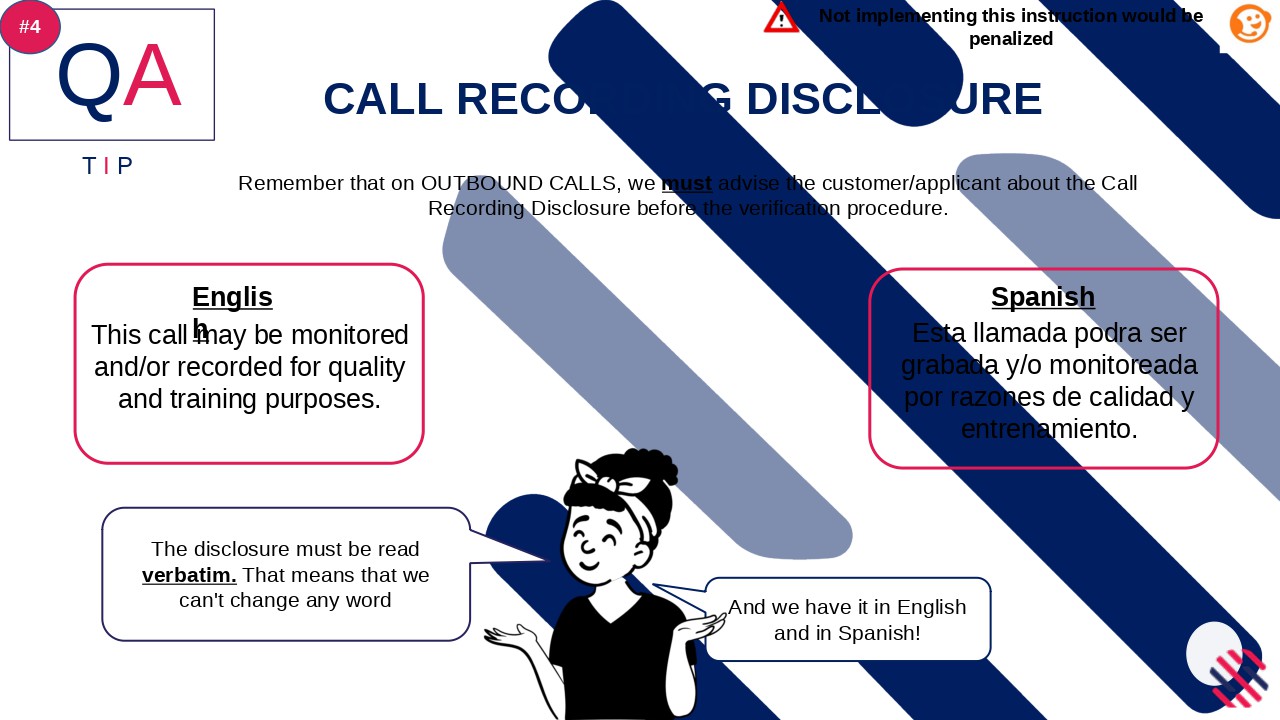 #4
QA
TIP
Not implementing this instruction would be
penalized
CALL RECORDING DISCLOSURE
Remember that on OUTBOUND CALLS, we must advise the customer/applicant about the Call
Recording Disclosure before the verification procedure.
Englis
h
This call may be monitored
and/or recorded for quality
and training purposes.
Spanish
Esta llamada podra ser
grabada y/o monitoreada
por razones de calidad y
entrenamiento.
The disclosure must be read
verbatim. That means that we
can't change any word
And we have it in English
and in Spanish!